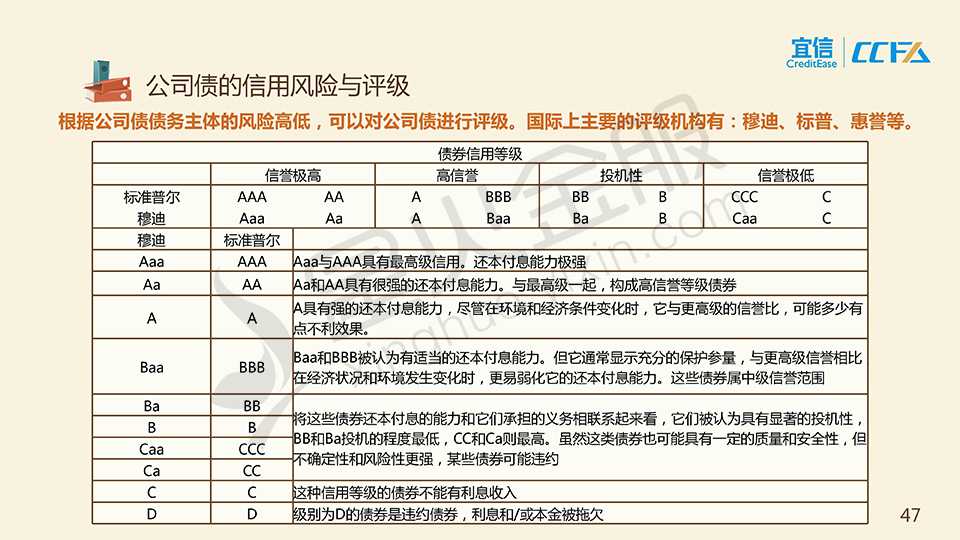 宜信
CreditEase
CCFA
公司债的信用风险与评级
根据公司债债务主体的风险高低，可以对公司债进行评级。国际上主要的评级机构有：穆迪、标普、惠誉等。
债券信用等级
信誉极高 高信誉 投机性 信誉极低
标准普尔 AAA AA A BBB BB B CCC C
穆迪 Aaa Aa A Baa Ba B Caa C
穆迪 标准普尔
Aaa AAA Aaa与AAA具有最高级信用。还本付息能力极强
Aa AA Aa和AA具有很强的还本付息能力。与最高级一起，构成高信誉等级债券
A A A具有强的还本付息能力，尽管在环境和经济条件变化时，它与更高级的信誉比，可能多少有
点不利效果。
Baa BBB Baa和BBB被认为有适当的还本付息能力。但它通常显示充分的保护参量，与更高级信誉相比
在经济状况和环境发生变化时，更易弱化它的还本付息能力。这些债券属中级信誉范围
Ba BB
B B
Caa CCC
Ca CC
将这些债券还本付息的能力和它们承担的义务相联系起来看，它们被认为具有显著的投机性，
BB和Ba投机的程度最低，CC和Ca则最高。虽然这类债券也可能具有一定的质量和安全性，但
不确定性和风险性更强，某些债券可能违约
C C 这种信用等级的债券不能有利息收入
D D 级别为D的债券是违约债券，利息和/或本金被拖欠
47